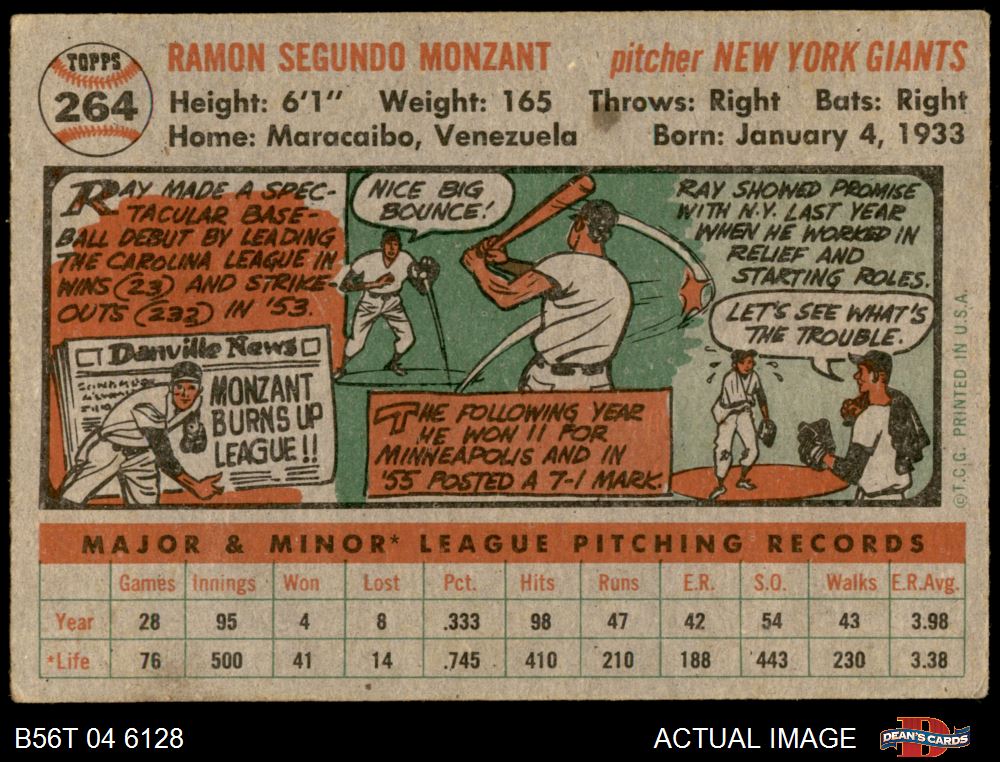 TOPPS
264
RAMON SEGUNDO MONZANT
pitcher NEW YORK GIANTS
Height: 6'1" Weight: 165 Throws: Right Bats: Right
Home: Maracaibo, Venezuela Born: January 4, 1933
RAY MADE A SPEC-
TACULAR BASE-
BALL DEBUT BY LEADING
THE CAROLINA LEAGUE IN
WINS (23) AND STRIKE-
OUTS (232) IN '53.
Danville News
MONZANT
BURNS UP
LEAGUE!!
NICE BIG
BOUNCE!
THE FOLLOWING YEAR
HE WON 11 FOR
MINNEAPOLIS AND IN
'55 POSTED A 7-1 MARK.
RAY SHOWED PROMISE
WITH N.Y. LAST YEAR
WHEN HE WORKED IN
RELIEF AND
STARTING ROLES.
LET'S SEE WHAT'S
THE TROUBLE.
©T.C.G. PRINTED IN U.S.A.
MAJOR & MINOR* LEAGUE PITCHING RECORDS
Games Innings Won Lost Pct. Hits Runs E.R. S.O. Walks E.R.Avg.
Year 28 95 4 8 .333 98 47 42 54 43 3.98
*Life 76 500 41 14 .745 410 210 188 443 230 3.38
B56T 04 6128
ACTUAL IMAGE
DEAN'S CARDS